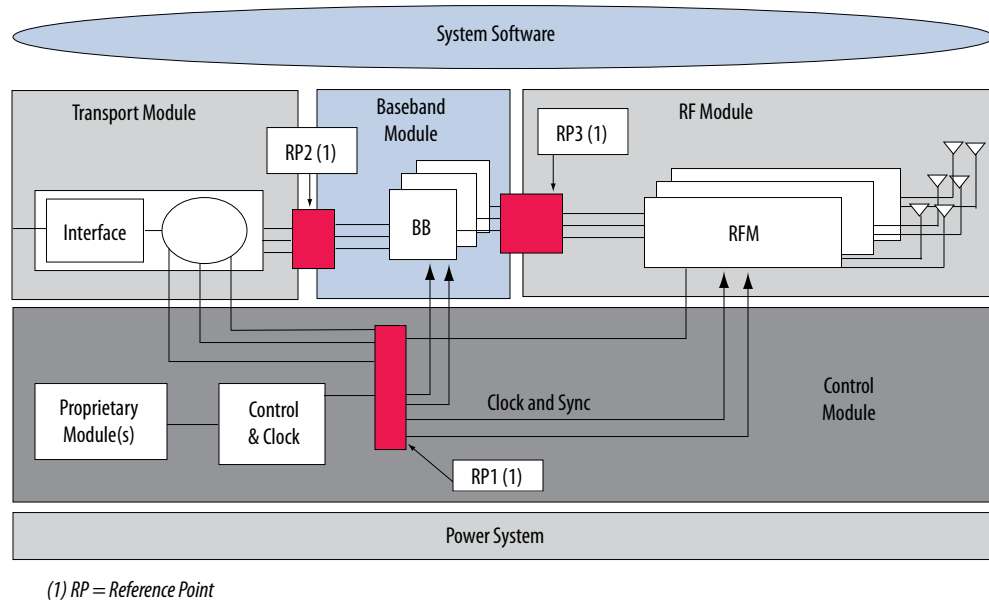 System Software
Transport Module
Baseband
Module
RF Module
RP2 (1)
RP3 (1)
Interface
BB
RFM
Proprietary
Module(s)
Control
& Clock
Clock and Sync
Control
Module
RP1 (1)
Power System
(1) RP = Reference Point